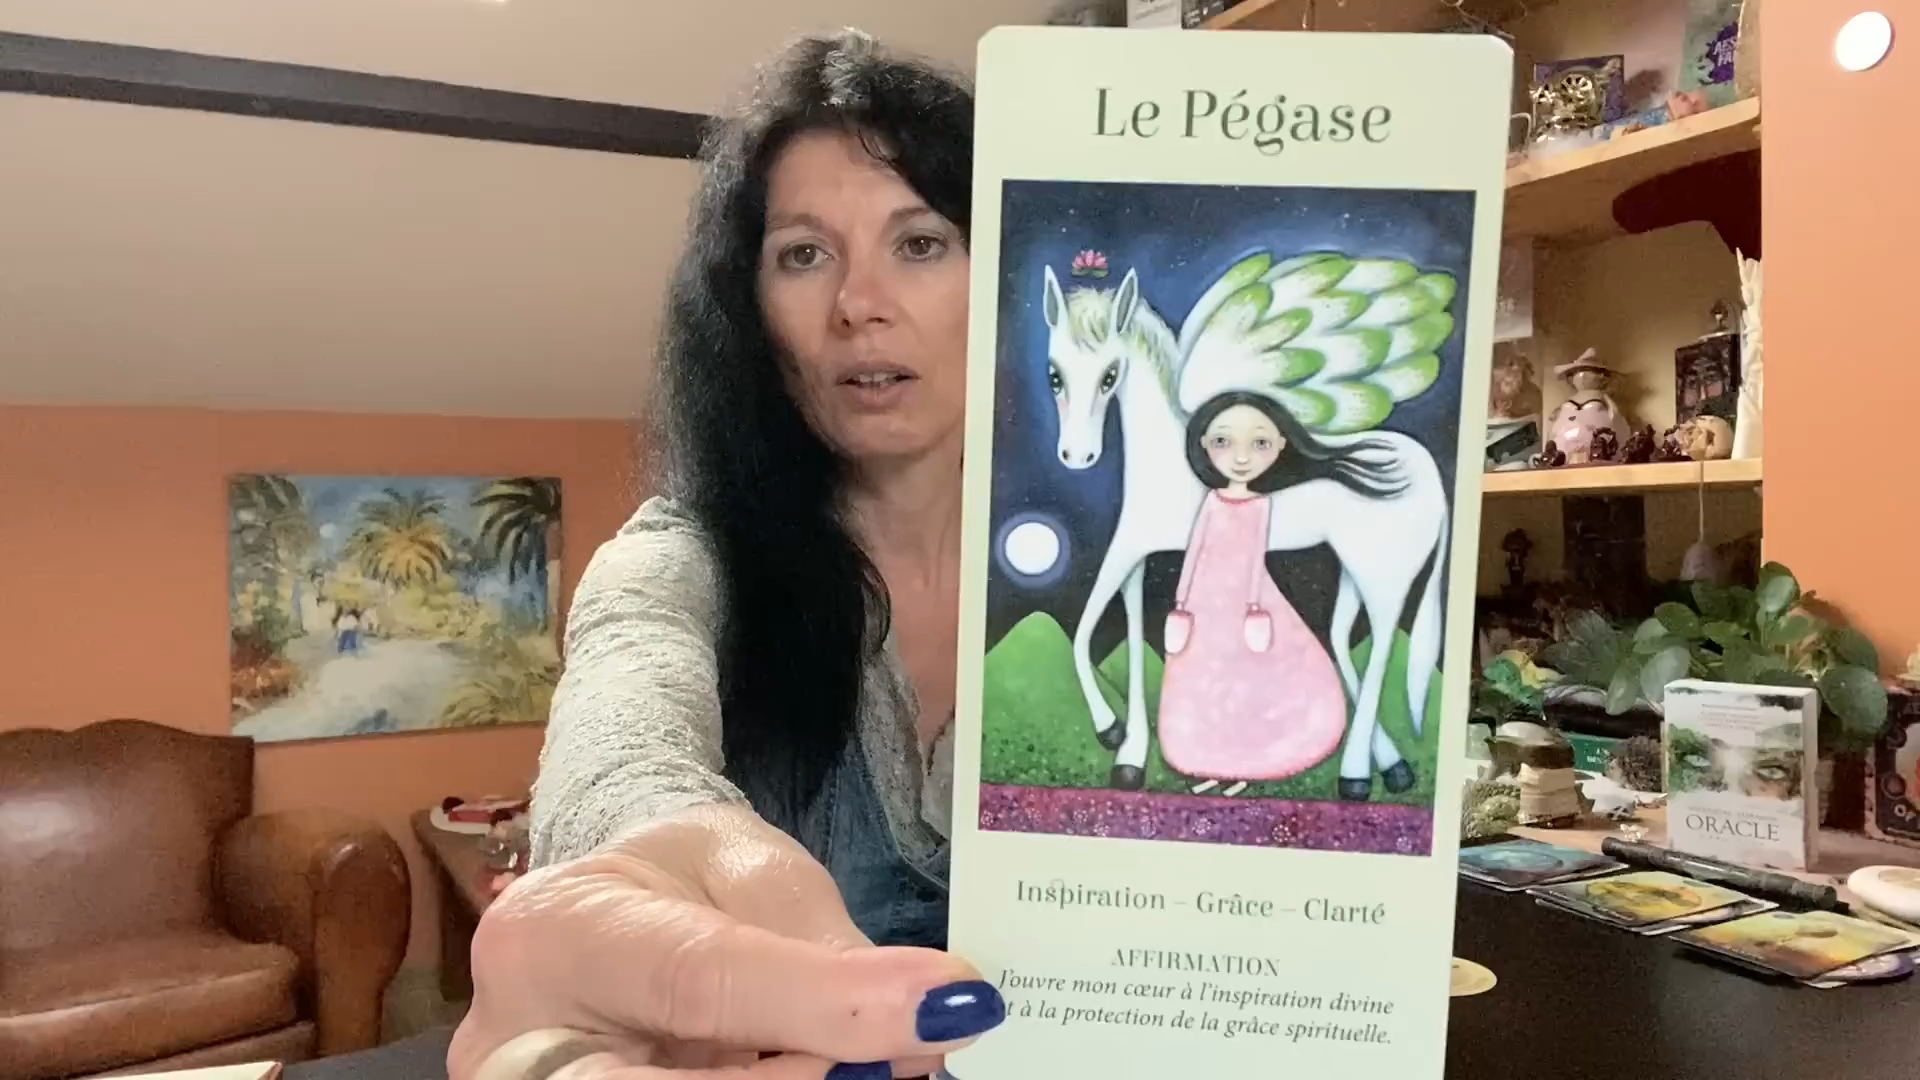 Le Pégase
Inspiration – Grâce – Clarté
AFFIRMATION
J'ouvre mon cœur à l'inspiration divine
t à la protection de la grâce spirituelle.
ORACLE